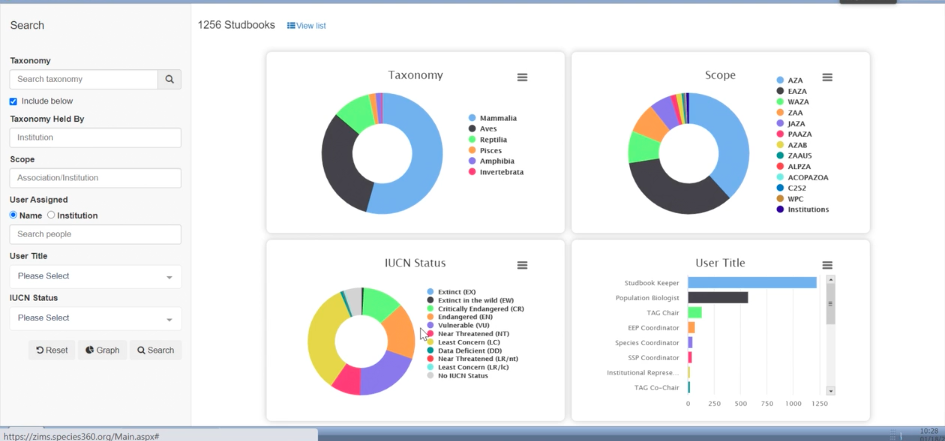 Search
1256 Studbooks
View list
Taxonomy
Search taxonomy
Include below
Taxonomy Held By
Institution
Scope
Association/Institution
User Assigned
Name Institution
Search people
User Title
Please Select
IUCN Status
Please Select
Reset Graph Search
Taxonomy
Mammalia
Aves
Reptilia
Pisces
Amphibia
Invertebrata
Scope
AZA
EAZA
WAZA
ZAA
JAZA
PAAZA
AZAB
ZAAUS
ALPZA
ACOPAZOA
C2S2
WPC
Institutions
IUCN Status
Extinct (EX)
Extinct in the wild (EW)
Critically Endangered (CR)
Endangered (EN)
Vulnerable (VU)
Near Threatened (NT)
Least Concern (LC)
Data Deficient (DD)
Near Threatened (LR/nt)
Least Concern (LR/lc)
No IUCN Status
User Title
Studbook Keeper
Population Biologist
TAG Chair
EEP Coordinator
Species Coordinator
SSP Coordinator
Institutional Represe...
TAG Co-Chair
0 250 500 750 1000 1250
https://zims.species360.org/Main.aspx#
10:28